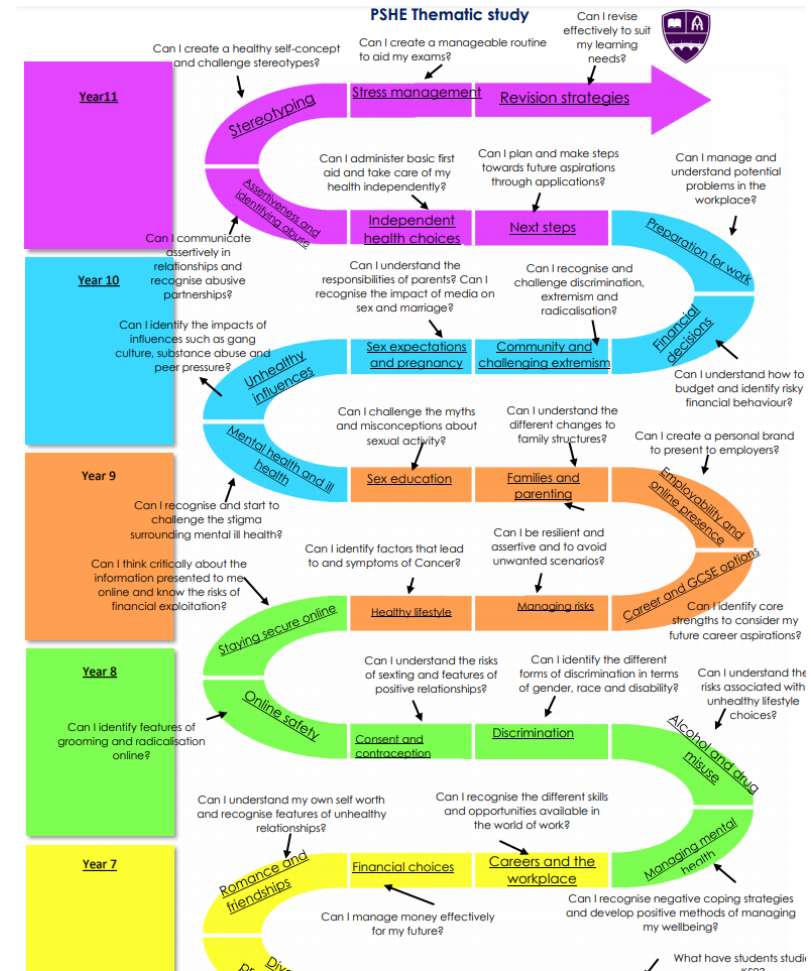 PSHE Thematic study
Can I create a healthy self-concept
and challenge stereotypes?
Can I create a manageable routine
to aid my exams?
Can I revise
effectively to suit
my learning
needs?
Year11
Stereotyping
Stress management
Revision strategies
Can I administer basic first
aid and take care of my
health independently?
Can I plan and make steps
towards future aspirations
through applications?
Can I manage and
understand potential
problems in the
workplace?
Assertiveness and
identifying abuse
Independent
health choices
Next steps
Preparation for work
Can I communicate
assertively in
relationships and
recognise abusive
partnerships?
Year 10
Can I understand the
responsibilities of parents? Can I
recognise the impact of media on
sex and marriage?
Can I recognise and
challenge discrimination,
extremism and
radicalisation?
Financial
decisions
Can I identify the impacts of
influences such as gang
culture, substance abuse and
peer pressure?
Unhealthy
influences
Sex expectations
and pregnancy
Community and
challenging extremism
Can I understand how to
budget and identify risky
financial behaviour?
Mental health and ill
health
Can I challenge the myths
and misconceptions about
sexual activity?
Can I understand the
different changes to
family structures?
Can I create a personal brand
to present to employers?
Year 9
Sex education
Families and
parenting
Employability and
online presence
Can I recognise and start to
challenge the stigma
surrounding mental ill health?
Can I think critically about the
information presented to me
online and know the risks of
financial exploitation?
Can I identify factors that lead
to and symptoms of Cancer?
Can I be resilient and
assertive and to avoid
unwanted scenarios?
Career and GCSE options
Staying secure online
Healthy lifestyle
Managing risks
Can I identify core
strengths to consider my
future career aspirations?
Year 8
Can I understand the risks
of sexting and features of
positive relationships?
Can I identify the different
forms of discrimination in terms
of gender, race and disability?
Can I understand the
risks associated with
unhealthy lifestyle
choices?
Online safety
Can I identify features of
grooming and radicalisation
online?
Consent and
contraception
Discrimination
Alcohol and drug
misuse
Can I understand my own self worth
and recognise features of unhealthy
relationships?
Can I recognise the different skills
and opportunities available in
the world of work?
Managing mental
health
Year 7
Romance and
friendships
Financial choices
Careers and the
workplace
Can I manage money effectively
for my future?
Can I recognise negative coping strategies
and develop positive methods of managing
my wellbeing?
What have students